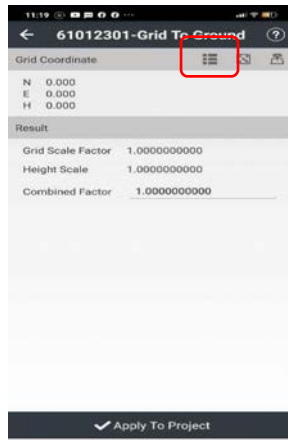 11:19
61012301-Grid To Ground
Grid Coordinate
N 0.000
E 0.000
H 0.000
Result
Grid Scale Factor 1.0000000000
Height Scale 1.0000000000
Combined Factor 1.0000000000
Apply To Project